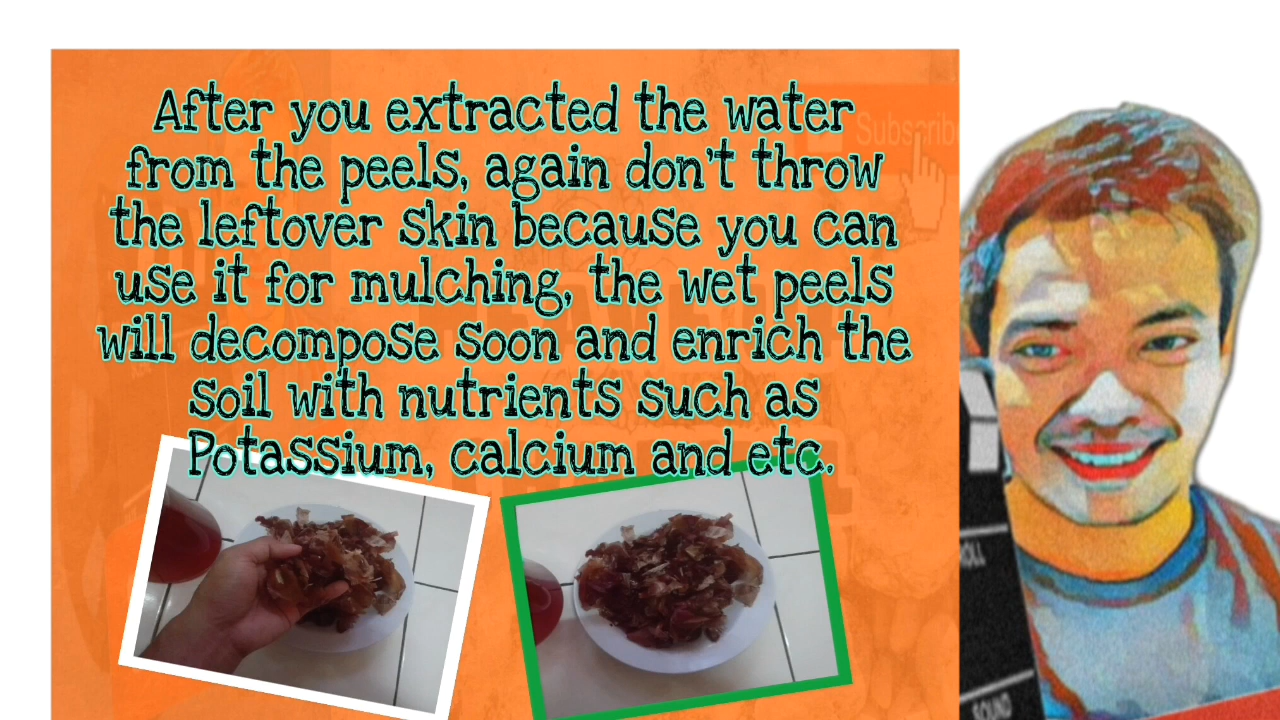 After you extracted the water
from the peels, again don't throw
the leftover skin because you can
use it for mulching, the wet peels
will decompose soon and enrich the
soil with nutrients such as
Potassium, calcium and etc.
Subscribe
SOUND